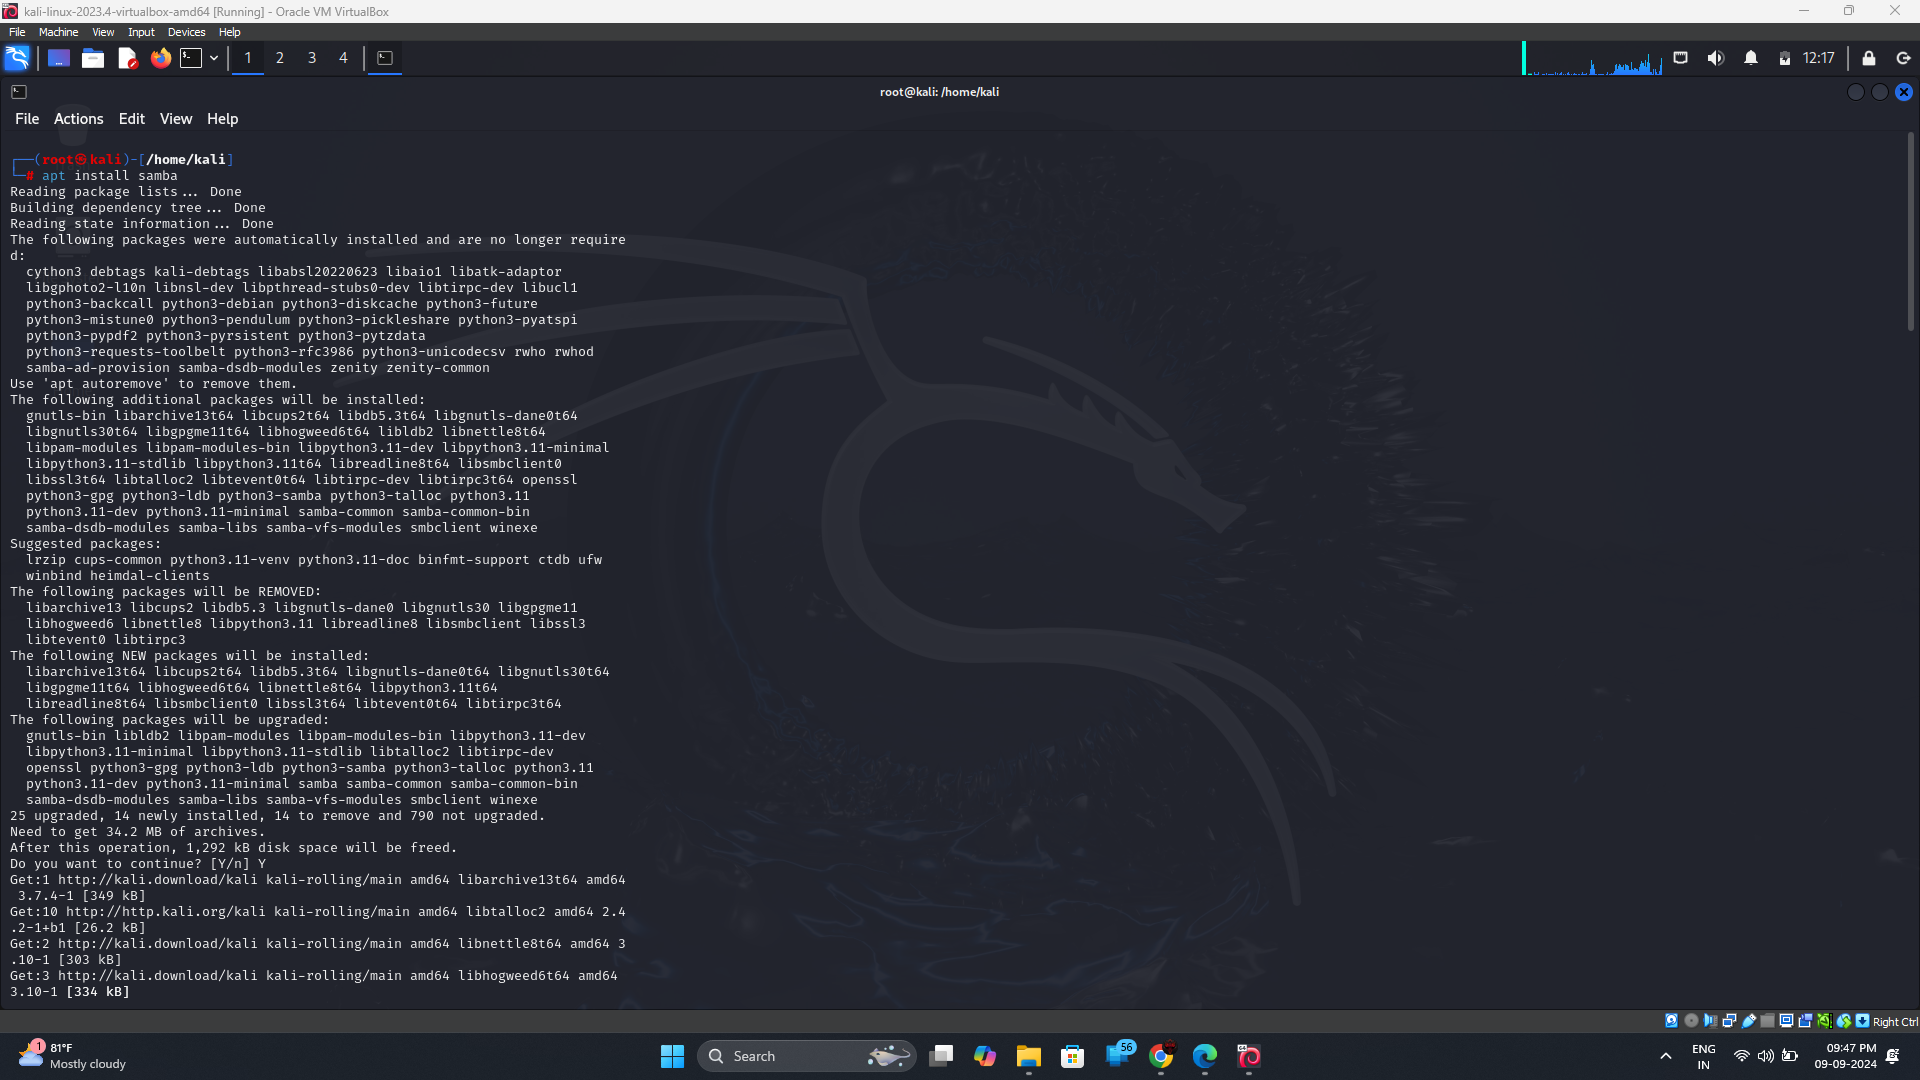 kali-linux-2023.4-virtualbox-amd64 [Running] - Oracle VM VirtualBox
File Machine View Input Devices Help
1 2 3 4 12:17
root@kali: /home/kali
File Actions Edit View Help
┌──(root㉿kali)-[/home/kali]
└─# apt install samba
Reading package lists... Done
Building dependency tree... Done
Reading state information... Done
The following packages were automatically installed and are no longer require
d:
cython3 debtags kali-debtags libabsl20220623 libaio1 libatk-adaptor
libgphoto2-l10n libnsl-dev libpthread-stubs0-dev libtirpc-dev libucl1
python3-backcall python3-debian python3-diskcache python3-future
python3-mistune0 python3-pendulum python3-pickleshare python3-pyatspi
python3-pypdf2 python3-pyrsistent python3-pytzdata
python3-requests-toolbelt python3-rfc3986 python3-unicodecsv rwho rwhod
samba-ad-provision samba-dsdb-modules zenity zenity-common
Use 'apt autoremove' to remove them.
The following additional packages will be installed:
gnutls-bin libarchive13t64 libcups2t64 libdb5.3t64 libgnutls-dane0t64
libgnutls30t64 libgpgme11t64 libhogweed6t64 libldb2 libnettle8t64
libpam-modules libpam-modules-bin libpython3.11-dev libpython3.11-minimal
libpython3.11-stdlib libpython3.11t64 libreadline8t64 libsmbclient0
libssl3t64 libtalloc2 libtevent0t64 libtirpc-dev libtirpc3t64 openssl
python3-gpg python3-ldb python3-samba python3-talloc python3.11
python3.11-dev python3.11-minimal samba-common samba-common-bin
samba-dsdb-modules samba-libs samba-vfs-modules smbclient winexe
Suggested packages:
lrzip cups-common python3.11-venv python3.11-doc binfmt-support ctdb ufw
winbind heimdal-clients
The following packages will be REMOVED:
libarchive13 libcups2 libdb5.3 libgnutls-dane0 libgnutls30 libgpgme11
libhogweed6 libnettle8 libpython3.11 libreadline8 libsmbclient libssl3
libtevent0 libtirpc3
The following NEW packages will be installed:
libarchive13t64 libcups2t64 libdb5.3t64 libgnutls-dane0t64 libgnutls30t64
libgpgme11t64 libhogweed6t64 libnettle8t64 libpython3.11t64
libreadline8t64 libsmbclient0 libssl3t64 libtevent0t64 libtirpc3t64
The following packages will be upgraded:
gnutls-bin libldb2 libpam-modules libpam-modules-bin libpython3.11-dev
libpython3.11-minimal libpython3.11-stdlib libtalloc2 libtirpc-dev
openssl python3-gpg python3-ldb python3-samba python3-talloc python3.11
python3.11-dev python3.11-minimal samba samba-common samba-common-bin
samba-dsdb-modules samba-libs samba-vfs-modules smbclient winexe
25 upgraded, 14 newly installed, 14 to remove and 790 not upgraded.
Need to get 34.2 MB of archives.
After this operation, 1,292 kB disk space will be freed.
Do you want to continue? [Y/n] Y
Get:1 http://kali.download/kali kali-rolling/main amd64 libarchive13t64 amd64
3.7.4-1 [349 kB]
Get:10 http://http.kali.org/kali kali-rolling/main amd64 libtalloc2 amd64 2.4
.2-1+b1 [26.2 kB]
Get:2 http://kali.download/kali kali-rolling/main amd64 libnettle8t64 amd64 3
.10-1 [303 kB]
Get:3 http://kali.download/kali kali-rolling/main amd64 libhogweed6t64 amd64
3.10-1 [334 kB]
Right Ctrl
1 81°F
Mostly cloudy
Search
56
ENG
IN
09:47 PM
09-09-2024